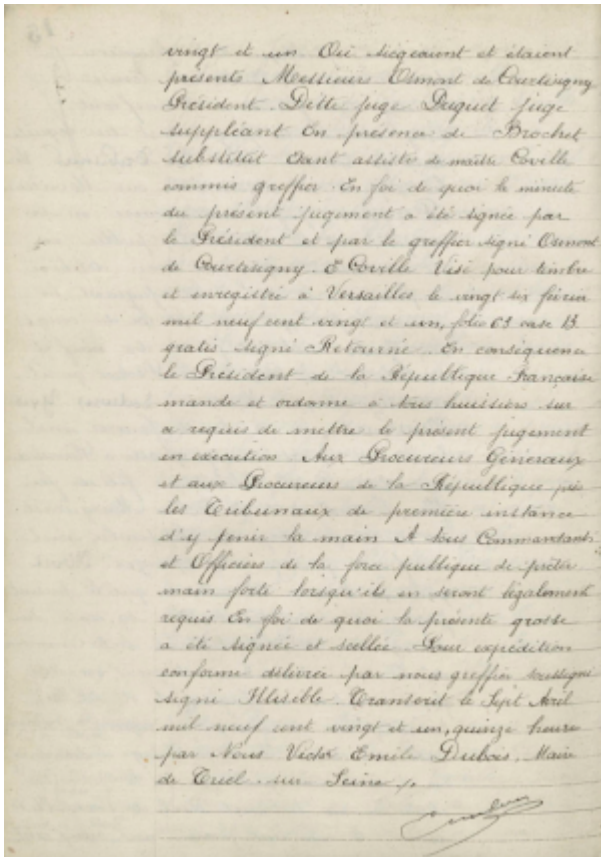 vingt et un Où siégeaient et étaient
présents Messieurs Osmont de Courtisigny
Président. Dette juge Duquet juge
suppléant En présence de Brochet
substitut Etant assisté de maître Coville
commis greffier. En foi de quoi la minute
du présent jugement a été signée par
le Président et par le greffier signé Osmont
de Courtisigny. E Coville Visé pour timbre
et enregistré à Versailles le vingt six février
mil neuf cent vingt et un, folio 63 case 13
gratis signé Retourné. En conséquence
le Président de la République Française
mande et ordonne à tous huissiers sur
a requis de mettre le présent jugement
en exécution Aux Procureurs Généraux
et aux Procureurs de la République près
les Tribunaux de première instance
d'y tenir la main A tous Commandants
et Officiers de la force publique de prêter
main forte lorsqu'ils en seront légalement
requis En foi de quoi la présente grosse
a été signée et scellée Pour expédition
conforme délivrée par nous greffier soussigné
signé Illisible. Transcrit le Sept Avril
mil neuf cent vingt et un, quinze heure
par Nous Victor Emile Dubois, Maire
de Triel-sur-Seine